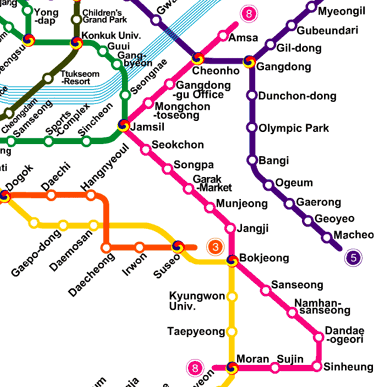 Yong
-dap
Children's
Grand Park
Myeongil
Gubeundari
Gil-dong
8
Amsa
Konkuk Univ.
Guui
Gang-
byeon
Cheonho
Gangdong
Ttukseom
-Resort
Seongnae
Gangdong
-gu Office
Mongchon
-toseong
Dunchon-dong
Cheongdam
Samseong
Sports
Complex
Sincheon
Jamsil
Olympic Park
Seokchon
Bangi
Dogok
Daechi
Hangnyeoul
Songpa
Garak
-Market
Ogeum
Munjeong
Gaerong
Geoyeo
Macheo
Jangji
5
Gaepo-dong
Daemosan
Daecheong
Irwon
Suseo
3
Bokjeong
Kyungwon
Univ.
Sanseong
Namhan-
sanseong
Taepyeong
Dandae
-ogeori
8
Moran
Sujin
Sinheung